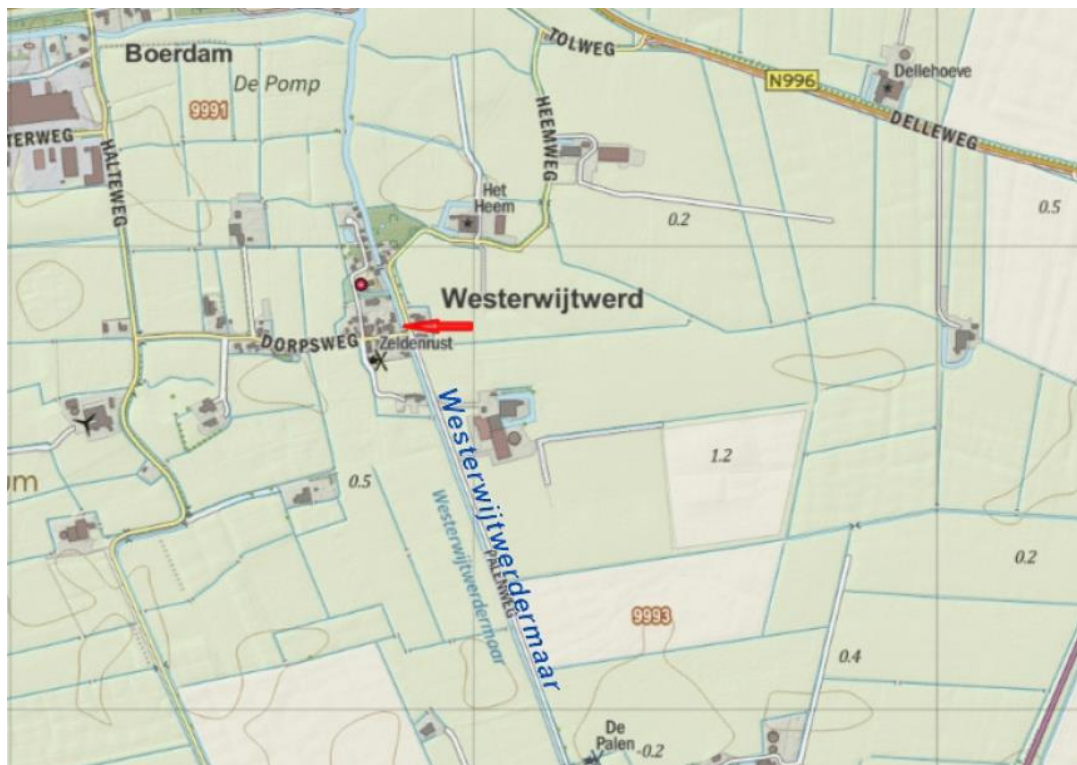 Boerdam
De Pomp
9991
TERWEG
HALTEWEG
TOLWEG
HEEMWEG
N996
Dellehoeve
DELLEWEG
Het
Heem
0.2
0.5
Westerwijtwerd
DORPSWEG
Zeldenrust
Westerwijtwerdermaar
Westerwijtwerdermaar
PALENWEG
um
0.5
1.2
0.2
9993
0.4
De
Palen
-0.2